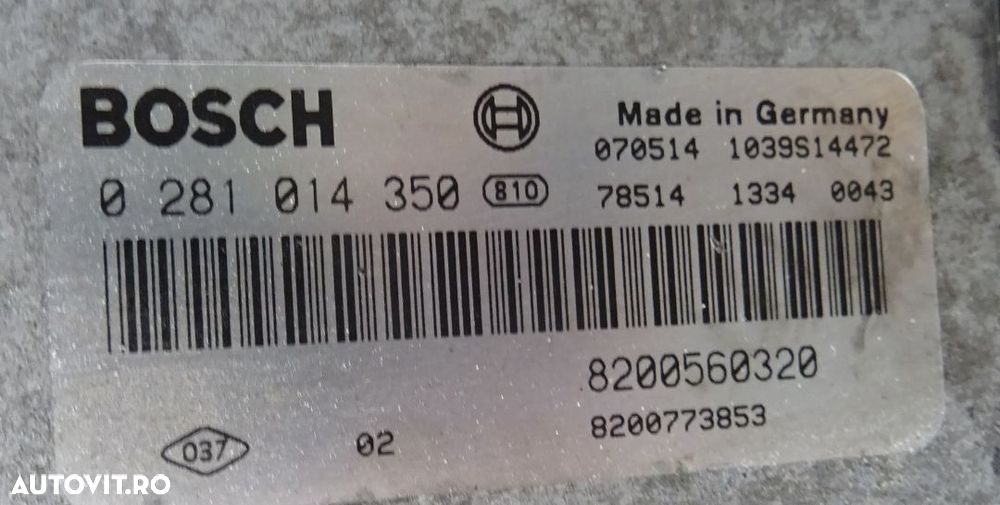 BOSCH
Made in Germany
070514 1039S14472
0 281 014 350 810 78514 1334 0043
8200560320
8200773853
037 02
AUTOVIT.RO